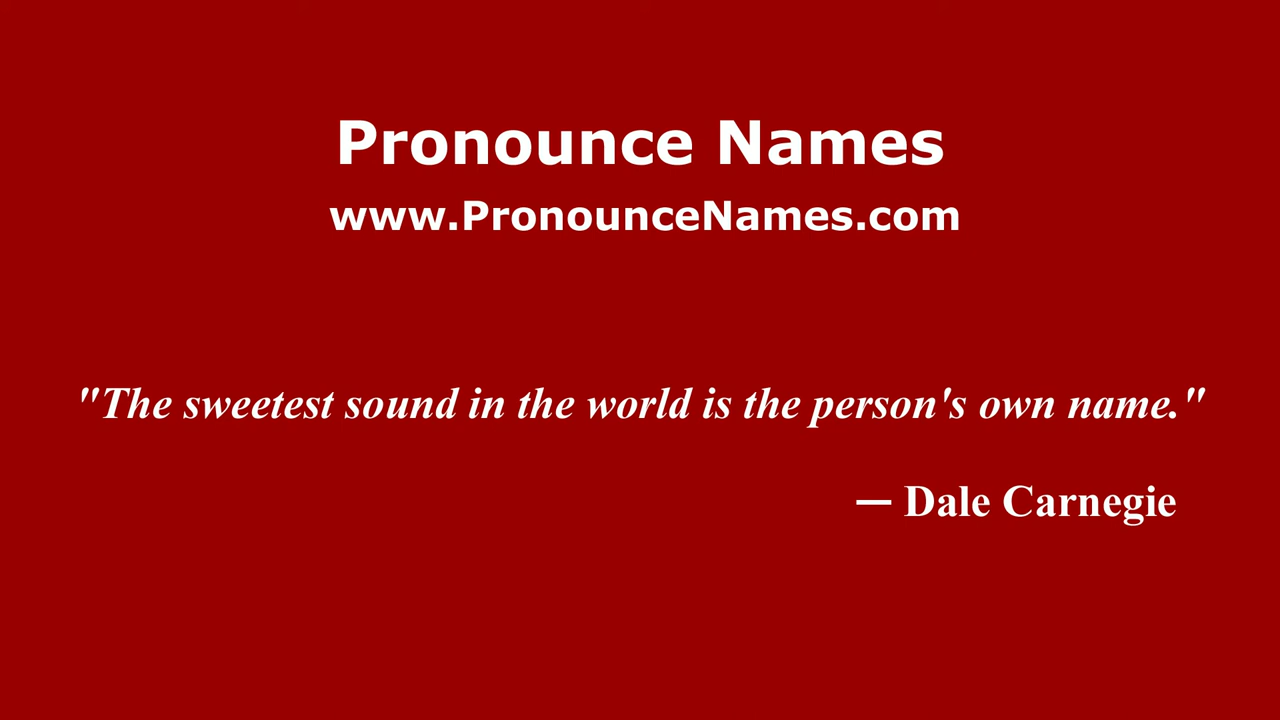 Pronounce Names
www.PronounceNames.com
"The sweetest sound in the world is the person's own name."
— Dale Carnegie